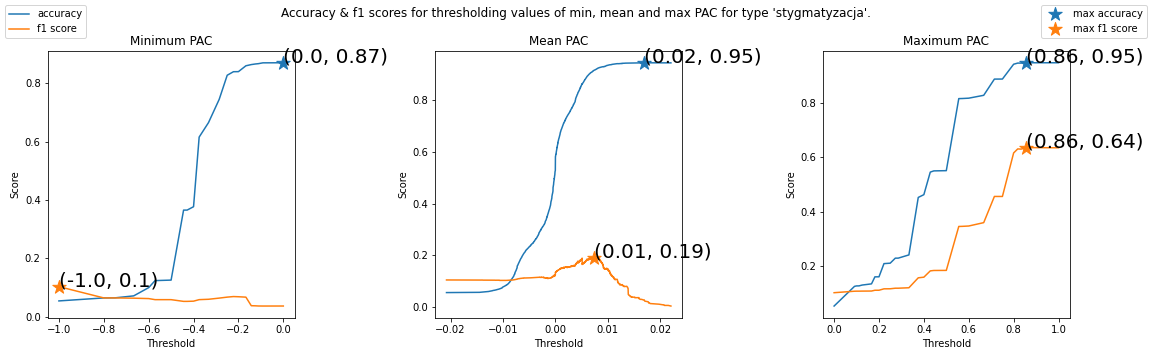 Accuracy & f1 scores for thresholding values of min, mean and max PAC for type 'stygmatyzacja'.
accuracy
f1 score
max accuracy
max f1 score
Minimum PAC
(0.0, 0.87)
(-1.0, 0.1)
Score
0.8
0.6
0.4
0.2
0.0
−1.0 −0.8 −0.6 −0.4 −0.2 0.0
Threshold
Mean PAC
(0.02, 0.95)
(0.01, 0.19)
Score
0.8
0.6
0.4
0.2
0.0
−0.02 −0.01 0.00 0.01 0.02
Threshold
Maximum PAC
(0.86, 0.95)
(0.86, 0.64)
Score
0.8
0.6
0.4
0.2
0.0 0.2 0.4 0.6 0.8 1.0
Threshold